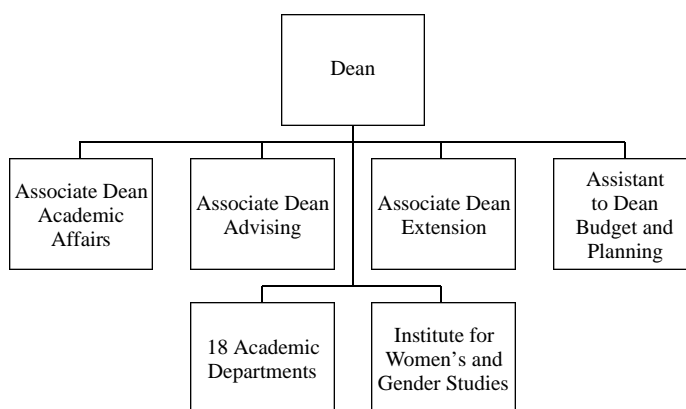 Dean
Associate Dean
Academic
Affairs
Associate Dean
Advising
Associate Dean
Extension
Assistant
to Dean
Budget and
Planning
18 Academic
Departments
Institute for
Women's and
Gender Studies